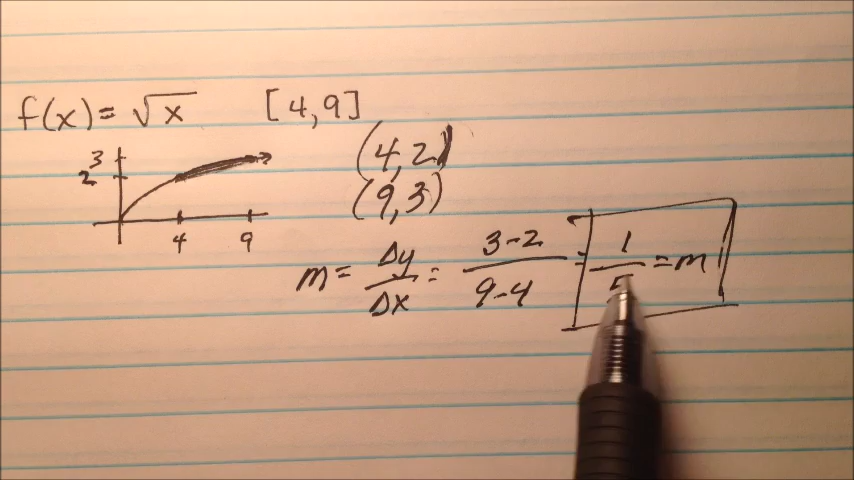 f(x) = √x [4,9]
(4,2)
3
2
(9,3)
4 9
m = Δy/Δx = 3-2/9-4 = 1/5 = m